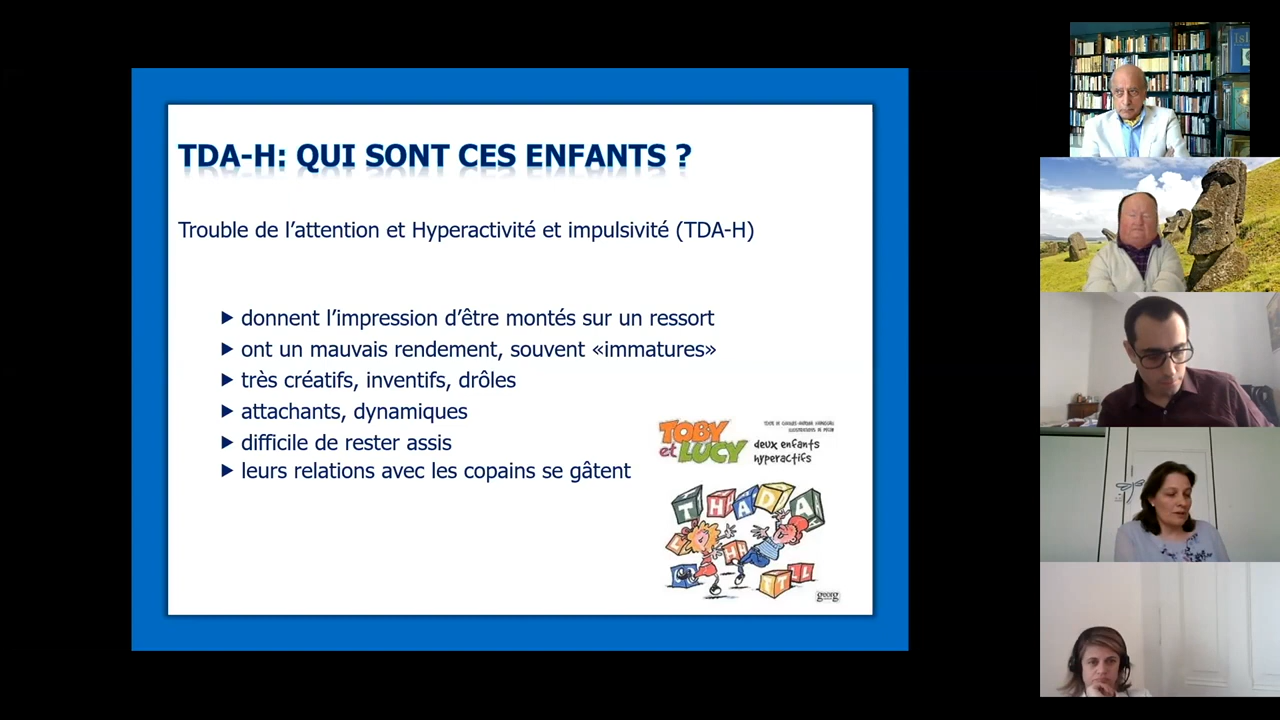 TDA-H: QUI SONT CES ENFANTS ?
Trouble de l’attention et Hyperactivité et impulsivité (TDA-H)
donnent l’impression d’être montés sur un ressort
ont un mauvais rendement, souvent «immatures»
très créatifs, inventifs, drôles
attachants, dynamiques
difficile de rester assis
leurs relations avec les copains se gâtent
TOBY
et LUCY
deux enfants
hyperactifs
T H A D A
georg